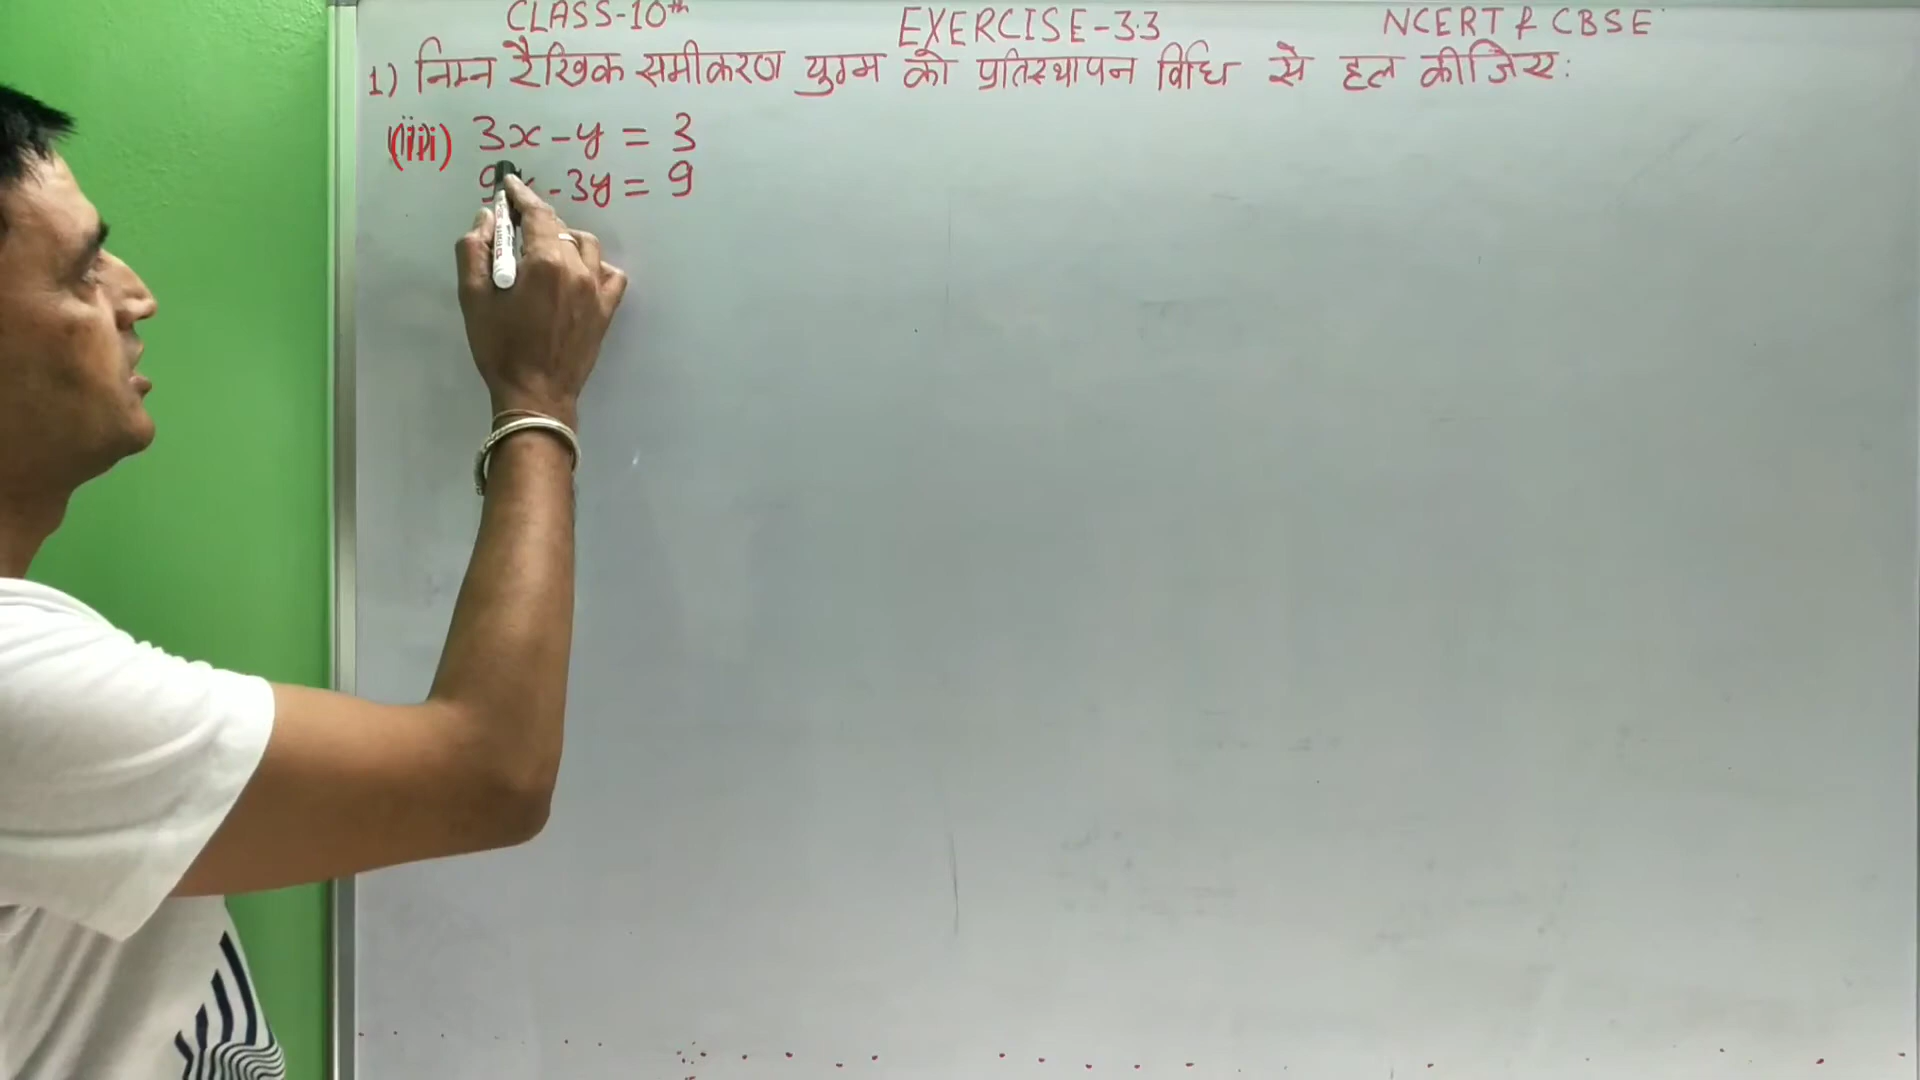 CLASS-10th EXERCISE-3.3 NCERT & CBSE
1) निम्न रैखिक समीकरण युग्म को प्रतिस्थापन विधि से हल कीजिए:
(iii) 3x-y = 3
9x-3y = 9